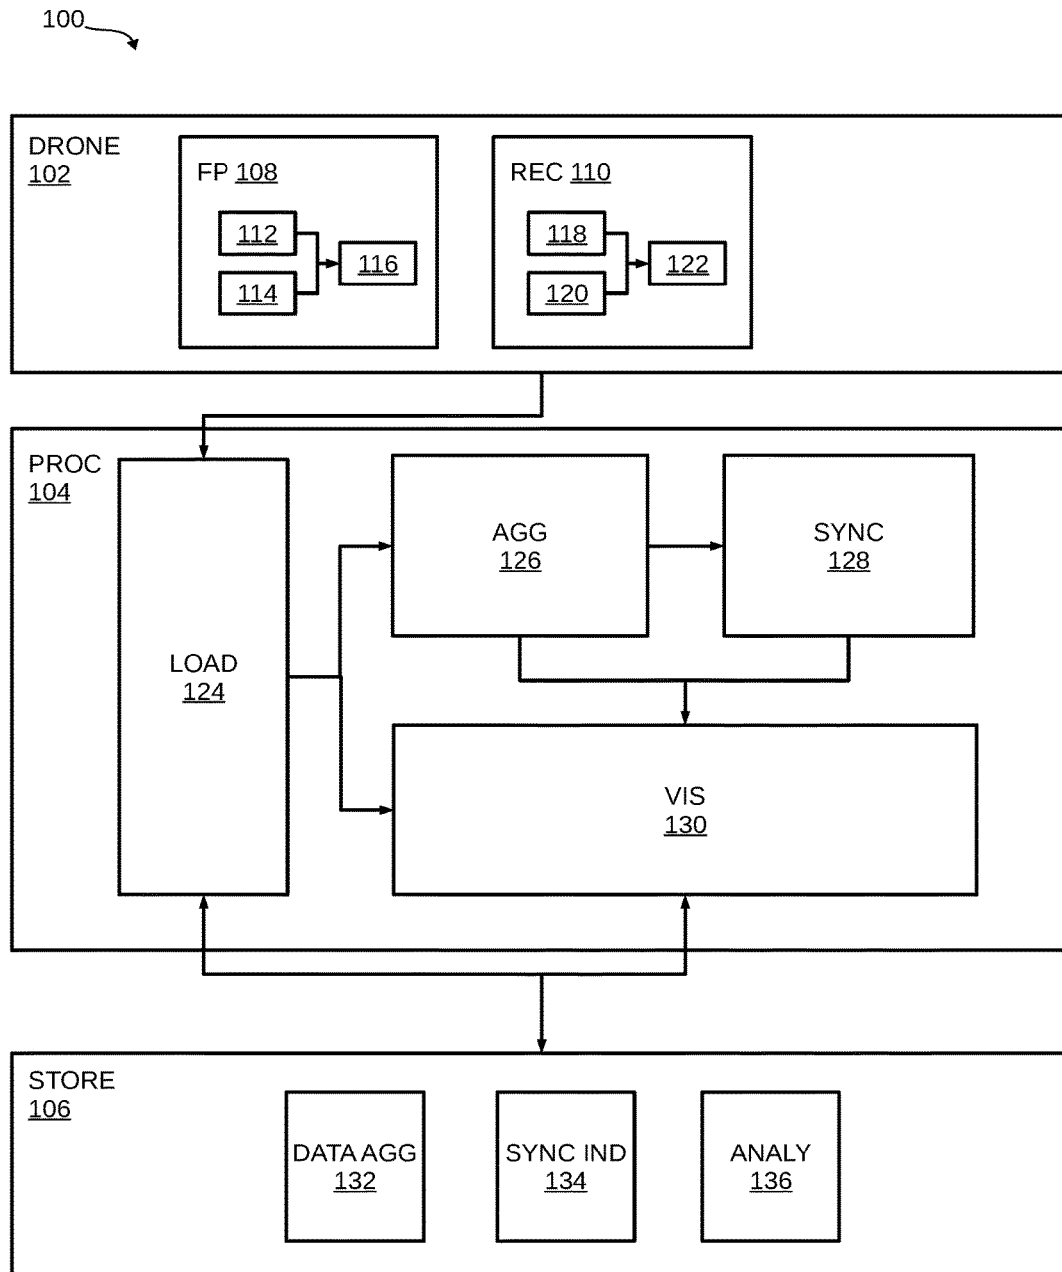 100
DRONE
102
FP 108
112
114
116
REC 110
118
120
122
PROC
104
LOAD
124
AGG
126
SYNC
128
VIS
130
STORE
106
DATA AGG
132
SYNC IND
134
ANALY
136